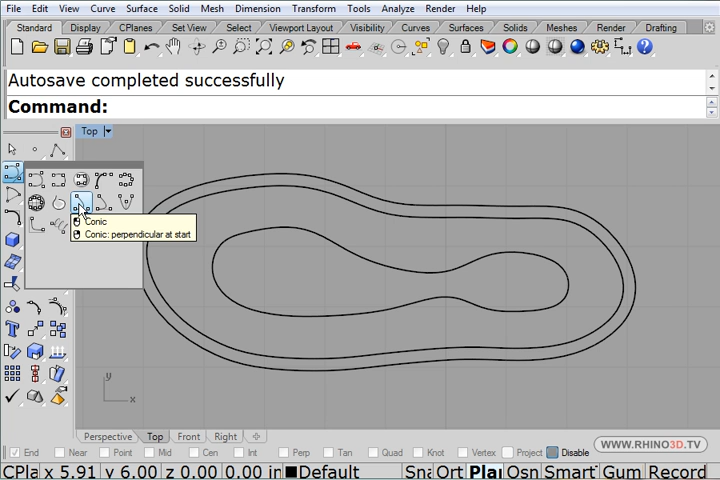 File Edit View Curve Surface Solid Mesh Dimension Transform Tools Analyze Render Help
Standard Display CPlanes Set View Select Viewport Layout Visibility Curves Surfaces Solids Meshes Render Drafting
Autosave completed successfully
Command:
Top
Conic
Conic: perpendicular at start
y
x
Perspective Top Front Right
End Near Point Mid Cen Int Perp Tan Quad Knot Vertex Project Disable
WWW.RHINO3D.TV
CPla x 5.91 y 6.00 z 0.00 0.00 in Default Sna Ort Plan Osn SmartT Gum Record